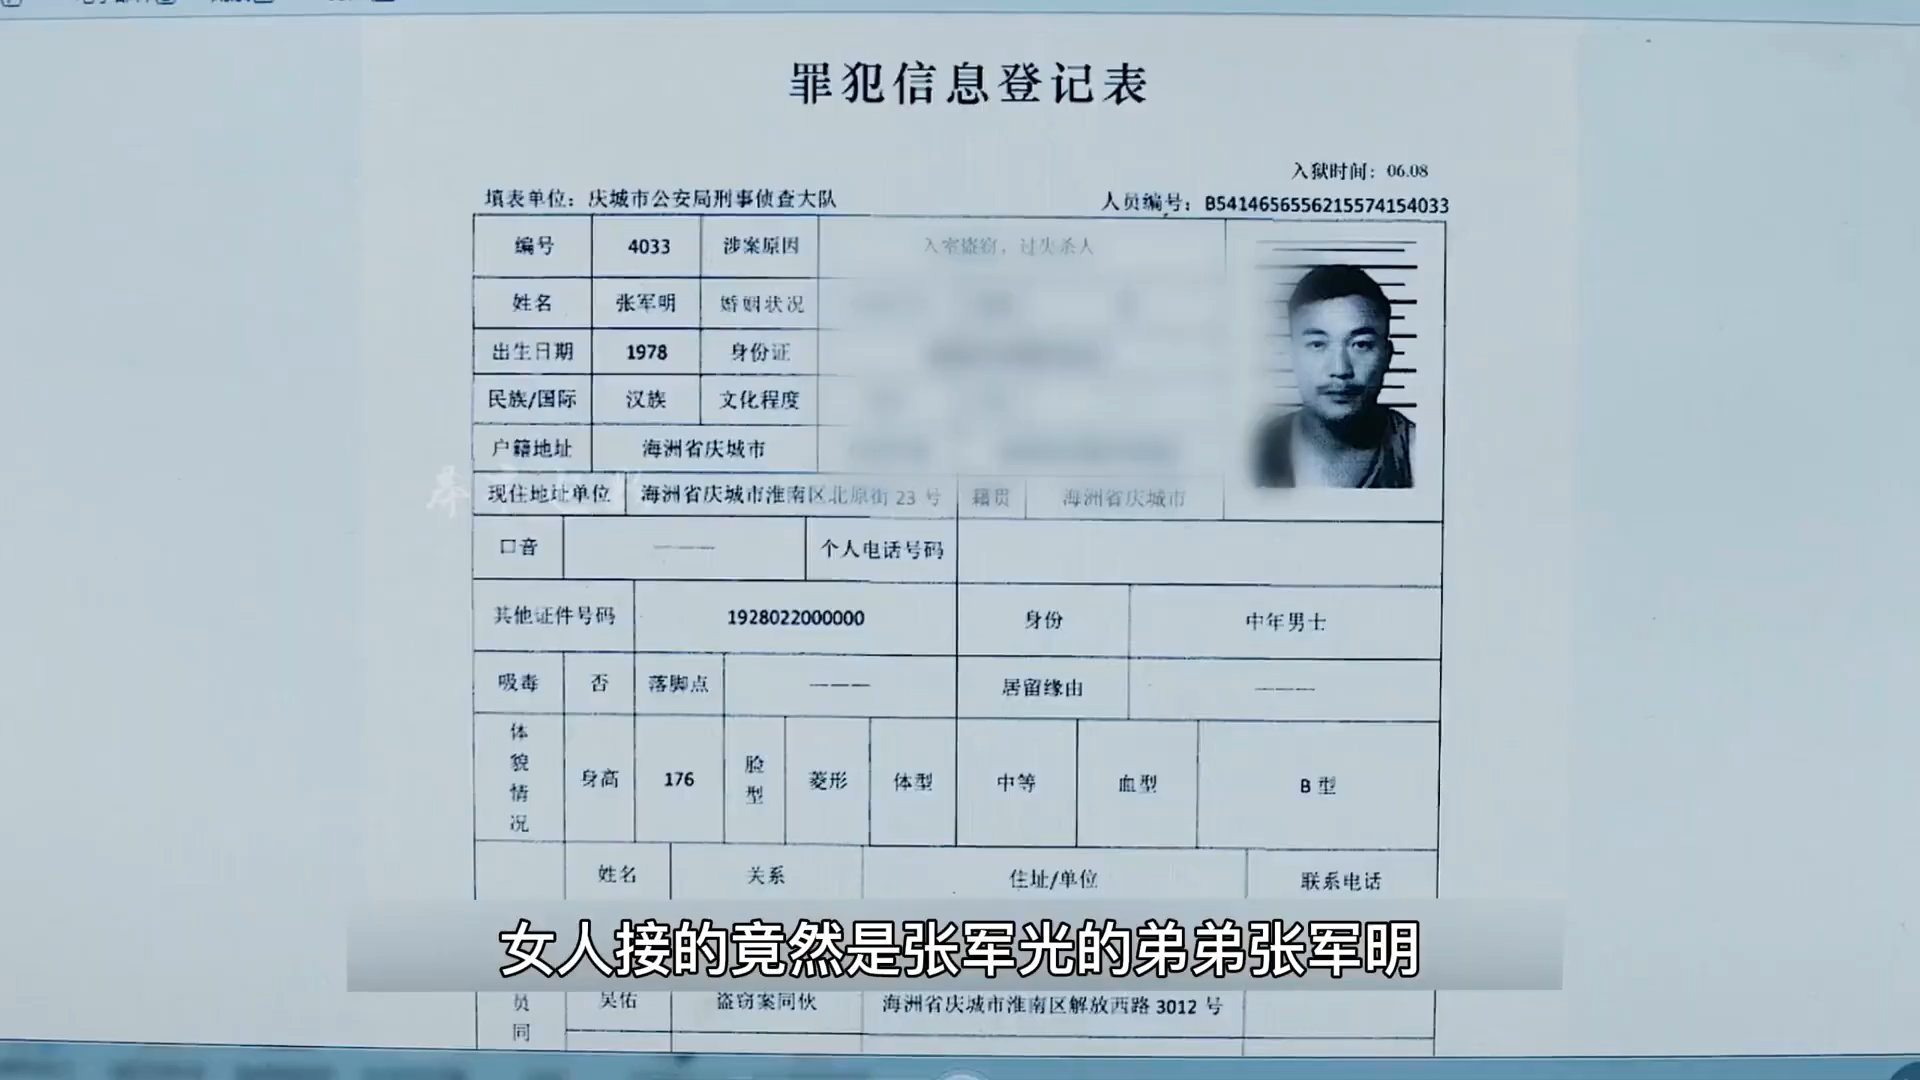 罪犯信息登记表
入狱时间：06.08
填表单位：庆城市公安局刑事侦查大队 人员编号：B5414656556215574154033
编号 4033 涉案原因 入室盗窃，过失杀人
姓名 张军明 婚姻状况
出生日期 1978 身份证
民族/国际 汉族 文化程度
户籍地址 海洲省庆城市
现住地址单位 海洲省庆城市淮南区北原街 23 号 籍贯 海洲省庆城市
口音 ——— 个人电话号码
其他证件号码 1928022000000 身份 中年男士
吸毒 否 落脚点 ——— 居留缘由 ———
体貌情况 身高 176 脸型 菱形 体型 中等 血型 B 型
姓名 关系 住址/单位 联系电话
女人接的竟然是张军光的弟弟张军明
员同 吴佑 盗窃案同伙 海洲省庆城市淮南区解放西路 3012 号